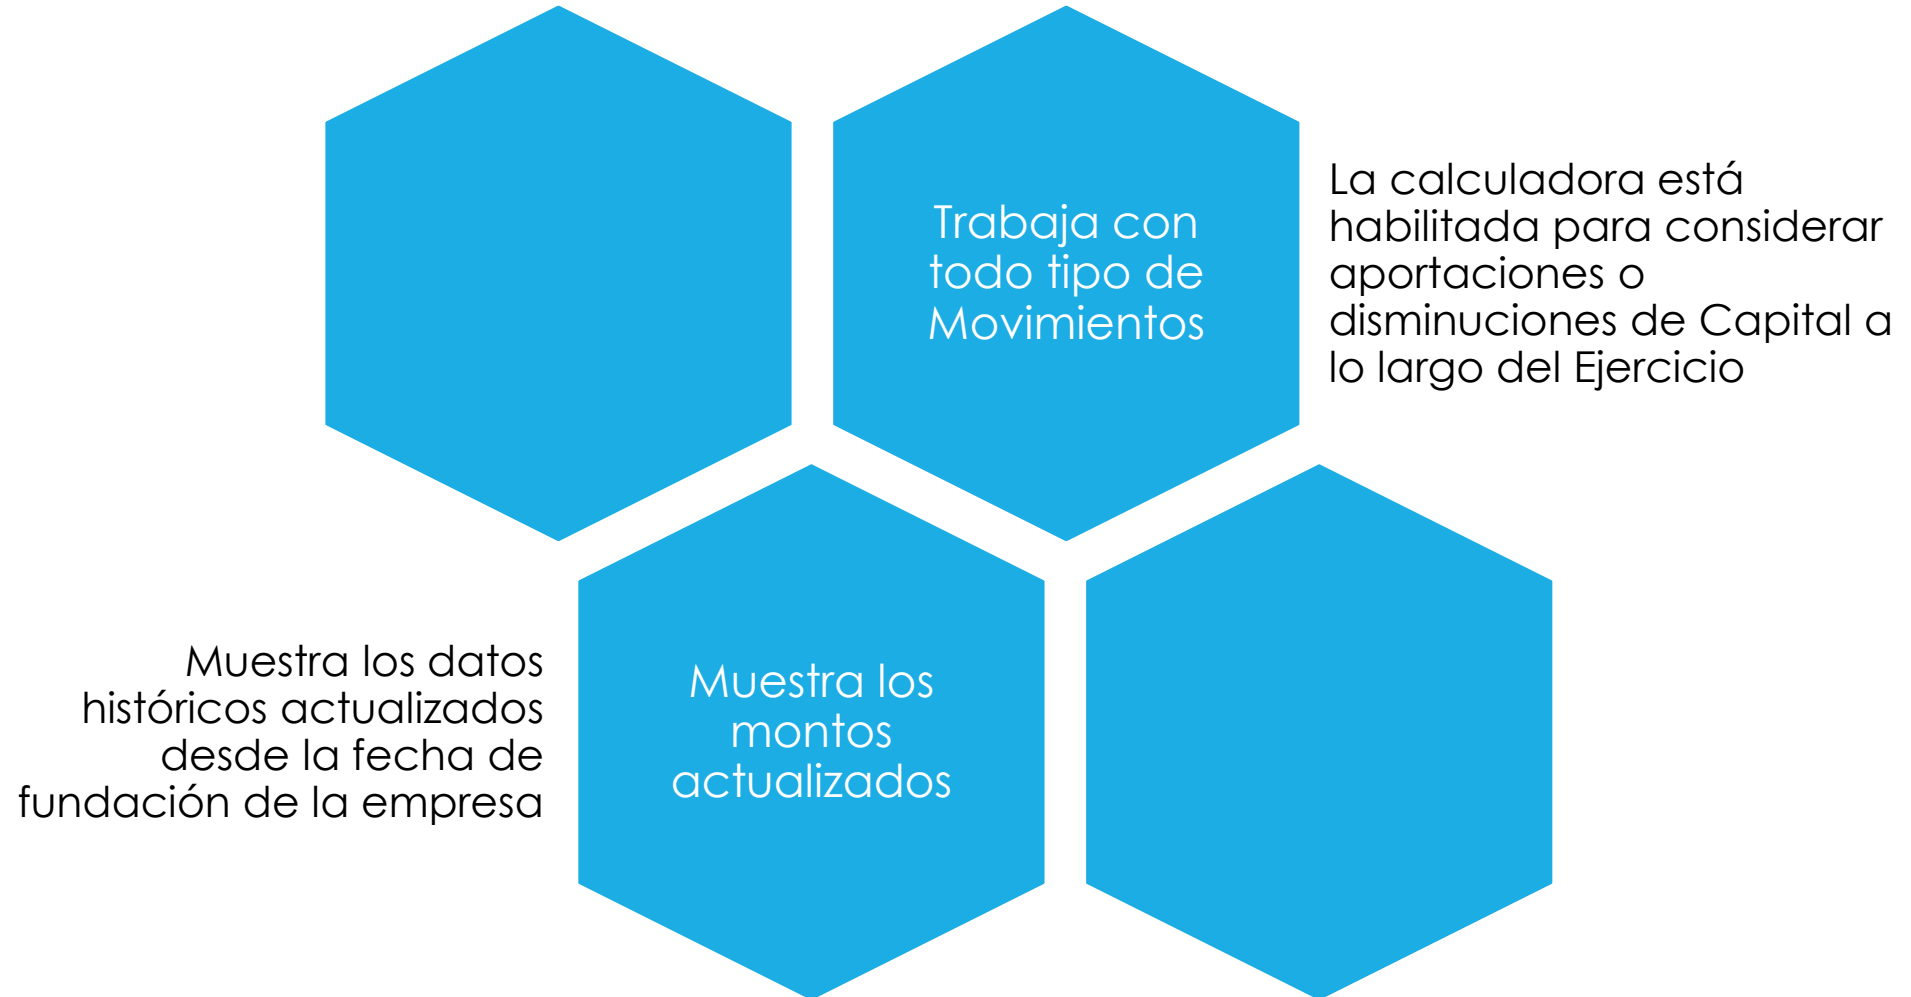 Trabaja con
todo tipo de
Movimientos
La calculadora está
habilitada para considerar
aportaciones o
disminuciones de Capital a
lo largo del Ejercicio
Muestra los datos
históricos actualizados
desde la fecha de
fundación de la empresa
Muestra los
montos
actualizados